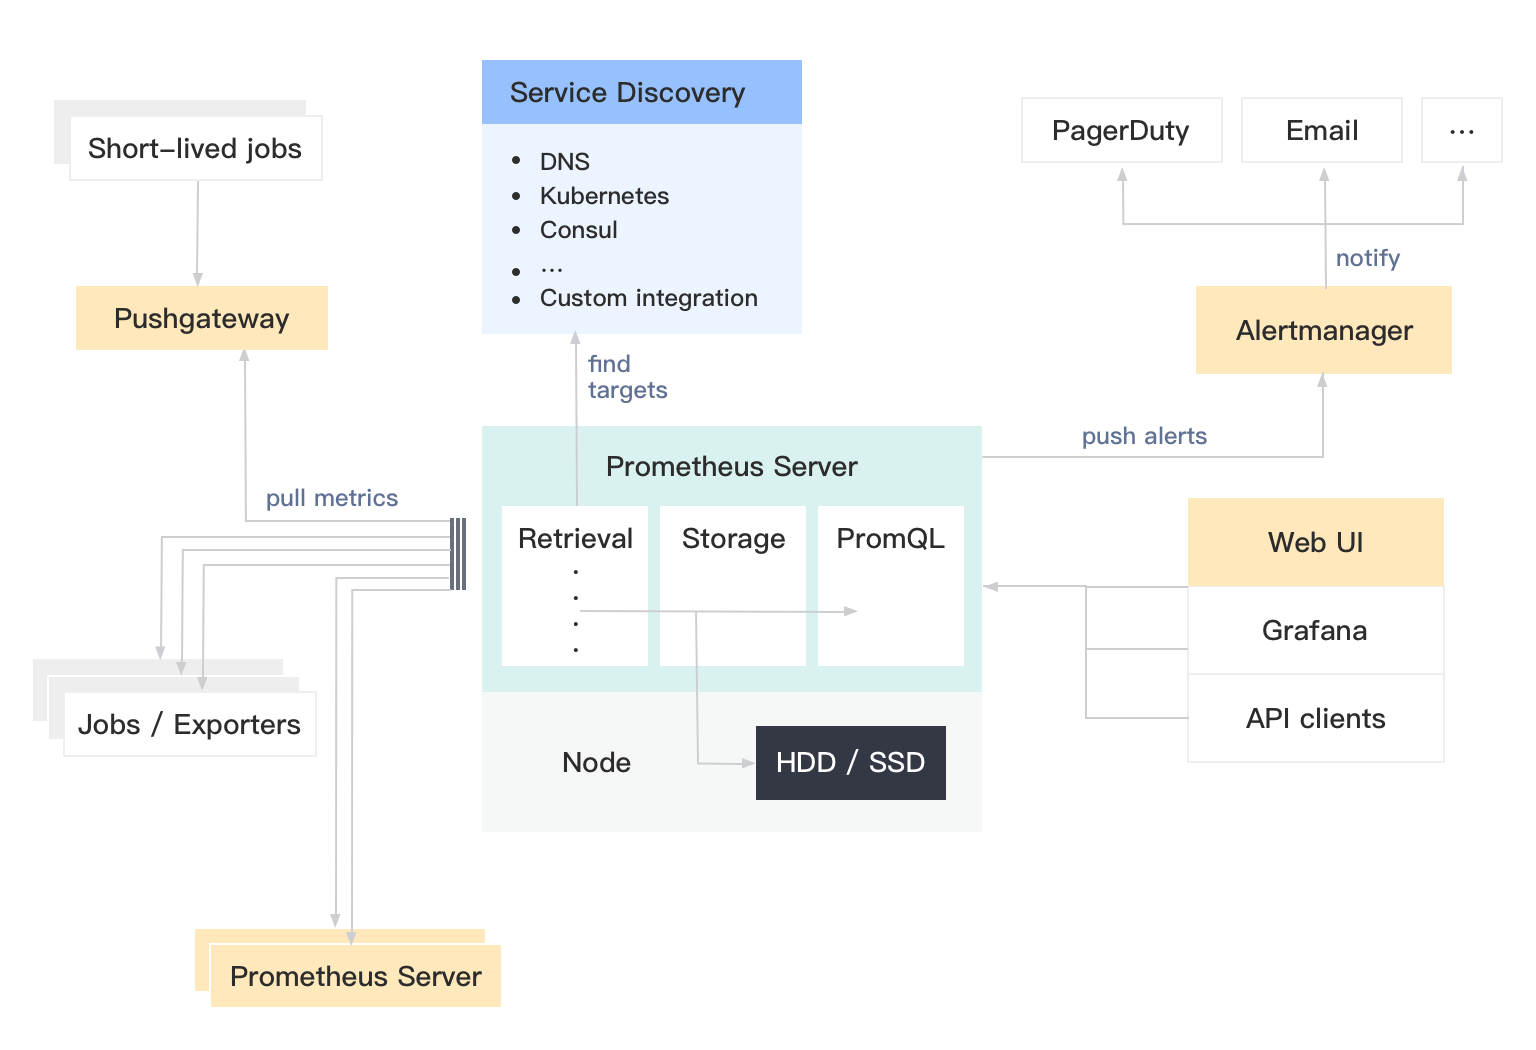 Service Discovery
• DNS
• Kubernetes
• Consul
• ...
• Custom integration
Short-lived jobs
Pushgateway
PagerDuty
Email
...
notify
Alertmanager
find
targets
push alerts
pull metrics
Prometheus Server
Retrieval
Storage
PromQL
Web UI
Grafana
API clients
Jobs / Exporters
Node
HDD / SSD
Prometheus Server